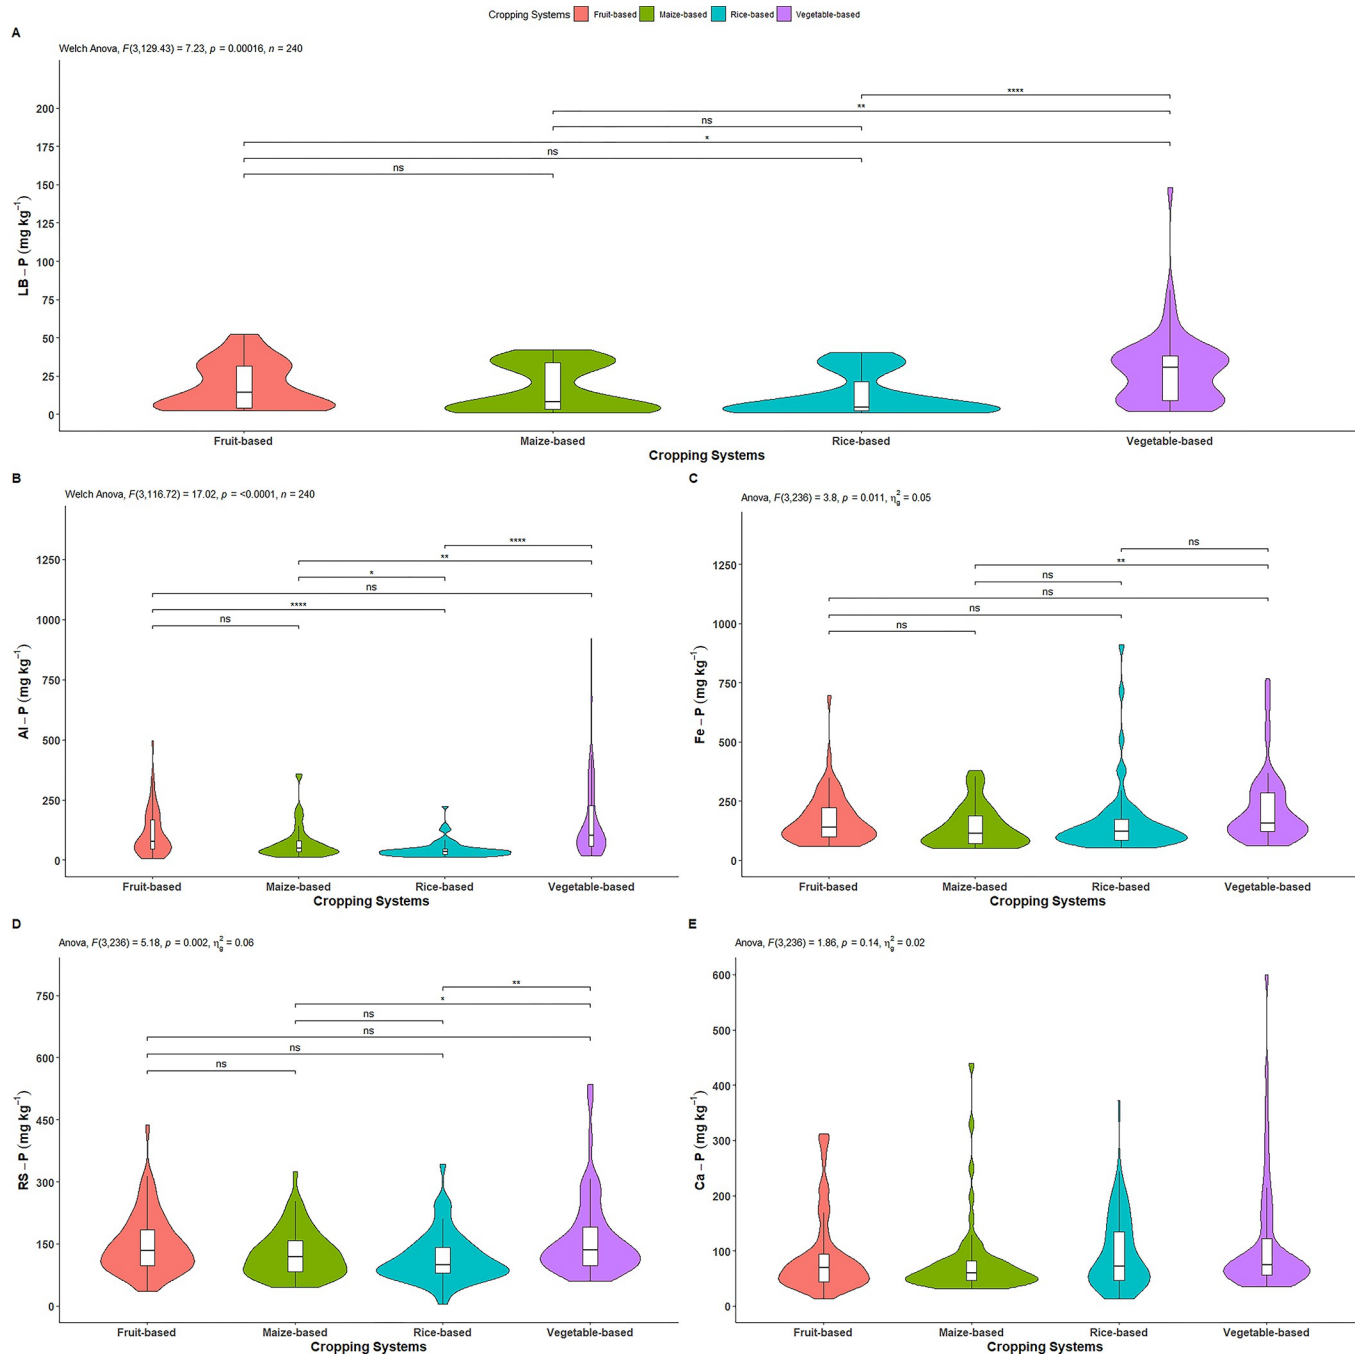 Cropping Systems Fruit-based Maize-based Rice-based Vegetable-based
A
Welch Anova, F(3,129.43) = 7.23, p = 0.00016, n = 240
****
**
ns
*
ns
ns
200
175
150
125
100
75
50
25
0
LB – P (mg kg⁻¹)
Fruit-based Maize-based Rice-based Vegetable-based
Cropping Systems
B
Welch Anova, F(3,116.72) = 17.02, p = <0.0001, n = 240
****
**
*
ns
****
ns
1250
1000
750
500
250
0
Al – P (mg kg⁻¹)
Fruit-based Maize-based Rice-based Vegetable-based
Cropping Systems
C
Anova, F(3,236) = 3.8, p = 0.011, η²g = 0.05
ns
**
ns
ns
ns
ns
1250
1000
750
500
250
0
Fe – P (mg kg⁻¹)
Fruit-based Maize-based Rice-based Vegetable-based
Cropping Systems
D
Anova, F(3,236) = 5.18, p = 0.002, η²g = 0.06
**
*
ns
ns
ns
ns
750
600
450
300
150
0
RS – P (mg kg⁻¹)
Fruit-based Maize-based Rice-based Vegetable-based
Cropping Systems
E
Anova, F(3,236) = 1.86, p = 0.14, η²g = 0.02
600
500
400
300
200
100
0
Ca – P (mg kg⁻¹)
Fruit-based Maize-based Rice-based Vegetable-based
Cropping Systems